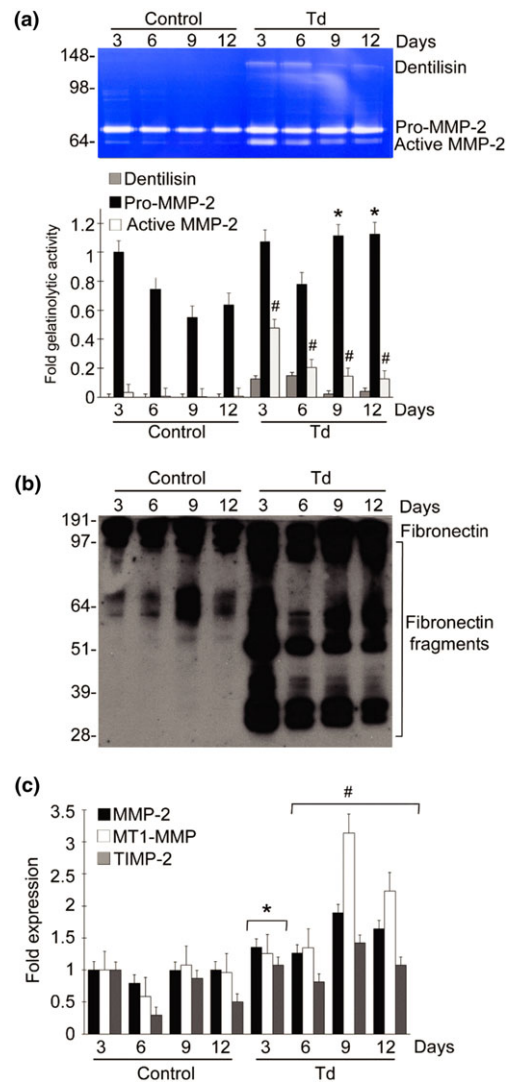 (a)
Control Td
3 6 9 12 3 6 9 12 Days
148-
Dentilisin
98-
Pro-MMP-2
64-
Active MMP-2
Dentilisin
Pro-MMP-2
Active MMP-2
Fold gelatinolytic activity
1.2
1
0.8
0.6
0.4
0.2
0
* *
# # # #
3 6 9 12 3 6 9 12 Days
Control Td
(b)
Control Td
3 6 9 12 3 6 9 12 Days
191-
Fibronectin
97-
64-
Fibronectin
fragments
51-
39-
28-
(c)
MMP-2
MT1-MMP
TIMP-2
Fold expression
3.5
3
2.5
2
1.5
1
0.5
0
*
#
3 6 9 12 3 6 9 12 Days
Control Td